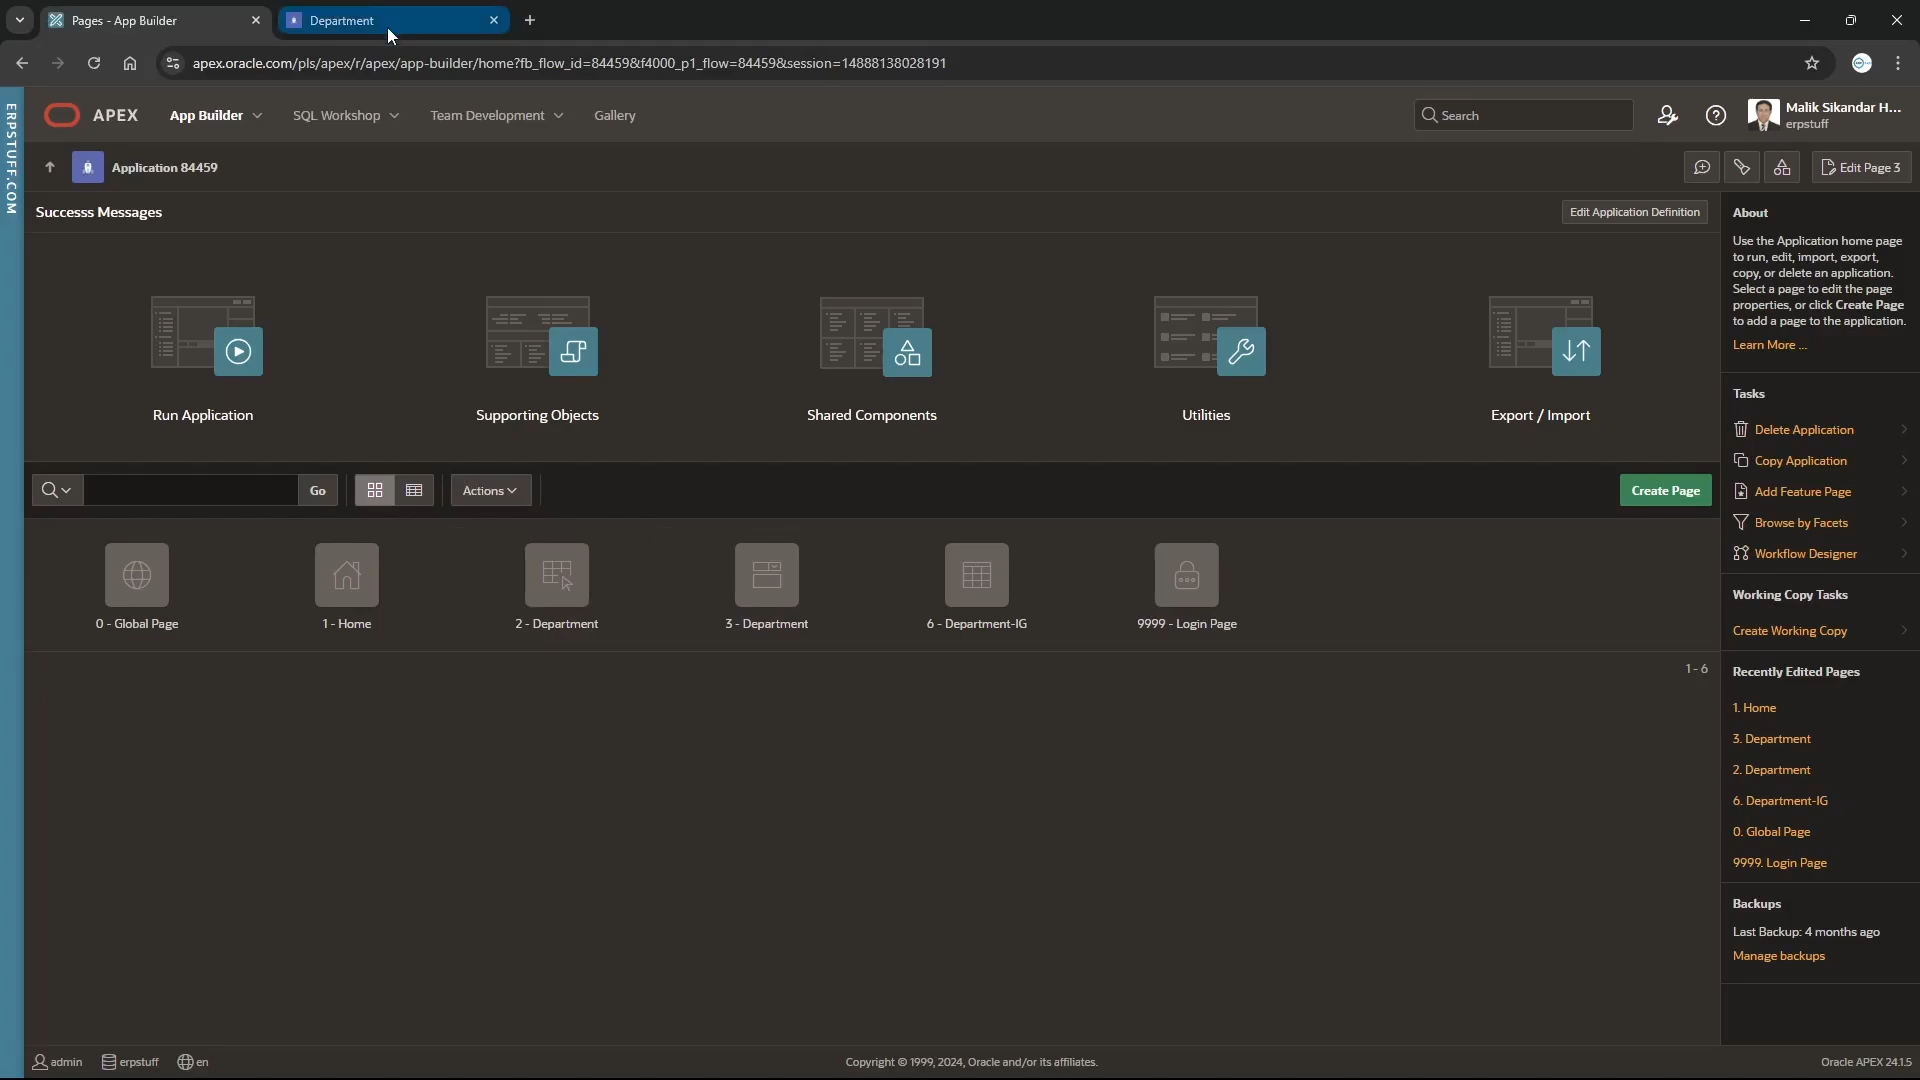 Pages - App Builder
Department
apex.oracle.com/pls/apex/r/apex/app-builder/home?fb_flow_id=84459&f4000_p1_flow=84459&session=14888138028191
ERPSTUFF.COM
APEX
App Builder
SQL Workshop
Team Development
Gallery
Search
Malik Sikandar H...
erpstuff
Application 84459
Edit Page 3
Successs Messages
Edit Application Definition
Run Application
Supporting Objects
Shared Components
Utilities
Export / Import
Go
Actions
Create Page
0 - Global Page
1 - Home
2 - Department
3 - Department
6 - Department-IG
9999 - Login Page
1 - 6
About
Use the Application home page
to run, edit, import, export,
copy, or delete an application.
Select a page to edit the page
properties, or click Create Page
to add a page to the application.
Learn More ...
Tasks
Delete Application
Copy Application
Add Feature Page
Browse by Facets
Workflow Designer
Working Copy Tasks
Create Working Copy
Recently Edited Pages
1. Home
3. Department
2. Department
6. Department-IG
0. Global Page
9999. Login Page
Backups
Last Backup: 4 months ago
Manage backups
admin
erpstuff
en
Copyright © 1999, 2024, Oracle and/or its affiliates.
Oracle APEX 24.1.5